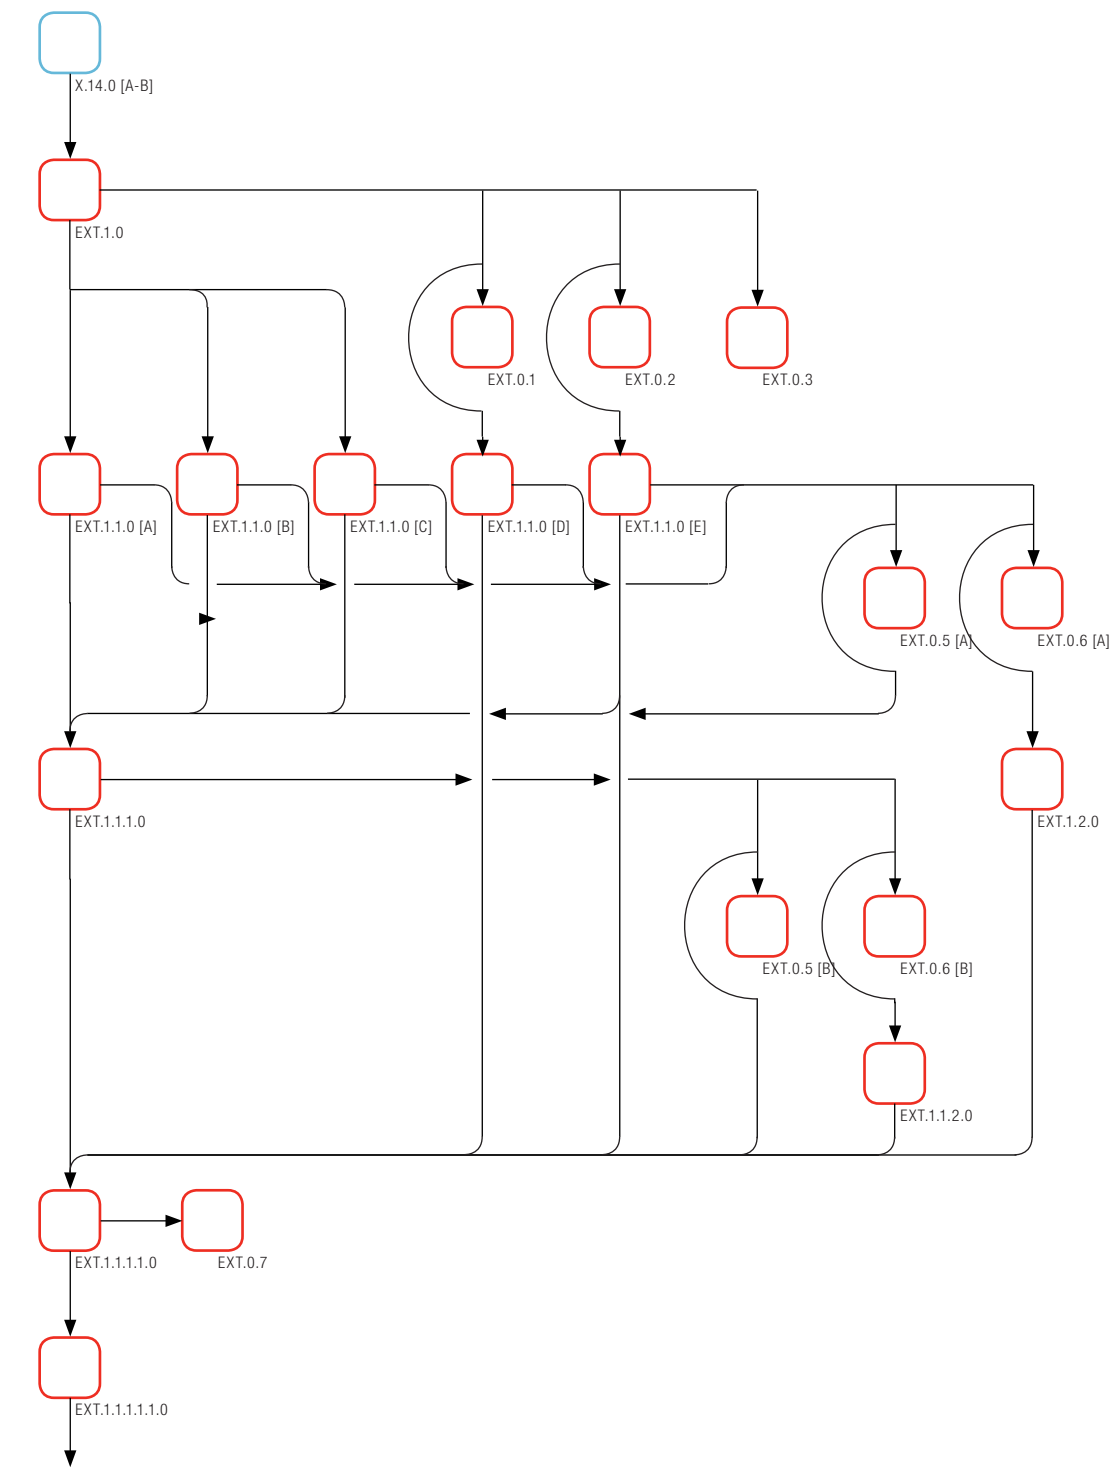 X.14.0 [A-B]
EXT.1.0
EXT.0.1
EXT.0.2
EXT.0.3
EXT.1.1.0 [A]
EXT.1.1.0 [B]
EXT.1.1.0 [C]
EXT.1.1.0 [D]
EXT.1.1.0 [E]
EXT.0.5 [A]
EXT.0.6 [A]
EXT.1.1.1.0
EXT.1.2.0
EXT.0.5 [B]
EXT.0.6 [B]
EXT.1.1.2.0
EXT.1.1.1.1.0
EXT.0.7
EXT.1.1.1.1.1.0